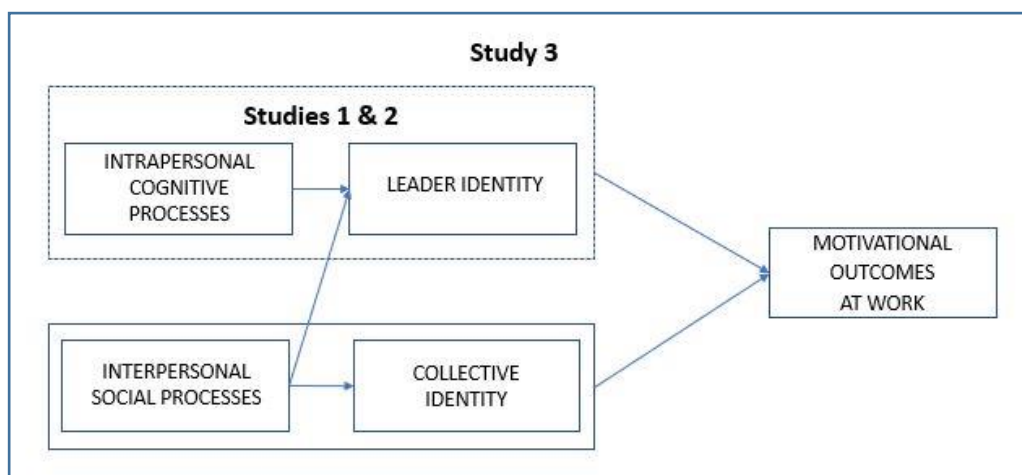 Study 3
Studies 1 & 2
INTRAPERSONAL
COGNITIVE
PROCESSES
LEADER IDENTITY
MOTIVATIONAL
OUTCOMES
AT WORK
INTERPERSONAL
SOCIAL PROCESSES
COLLECTIVE
IDENTITY